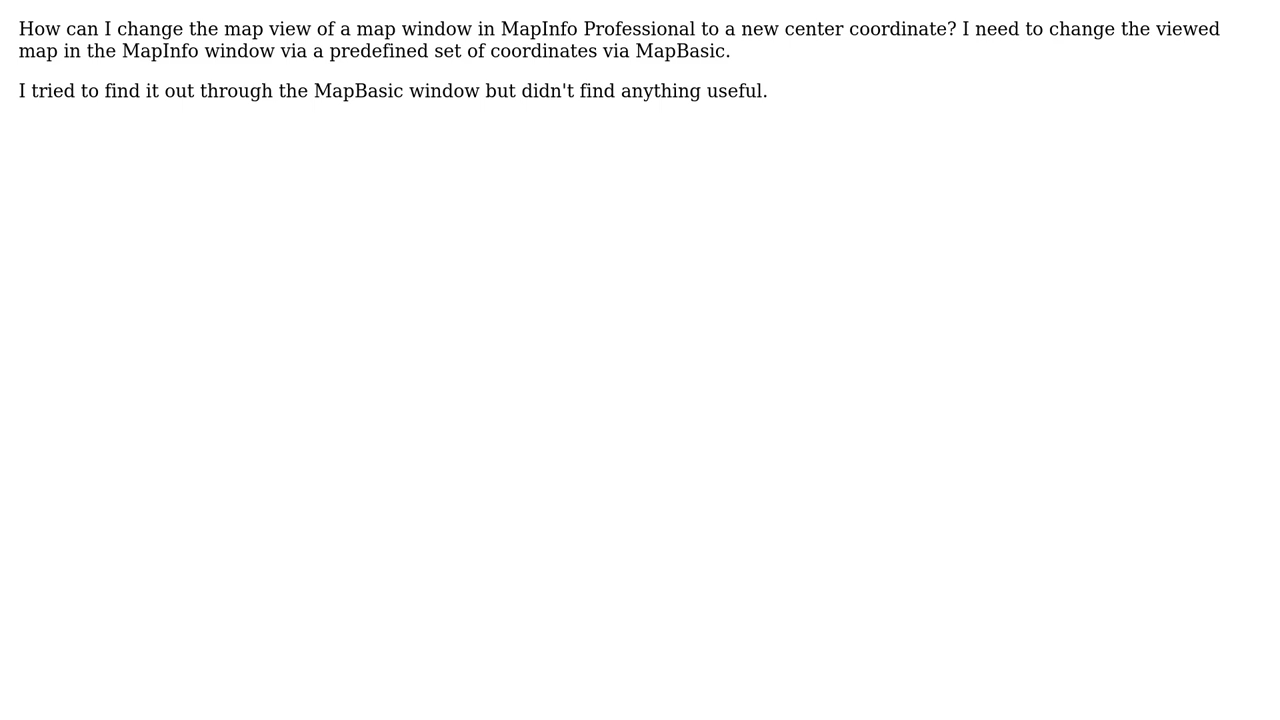 How can I change the map view of a map window in MapInfo Professional to a new center coordinate? I need to change the viewed
map in the MapInfo window via a predefined set of coordinates via MapBasic.
I tried to find it out through the MapBasic window but didn't find anything useful.